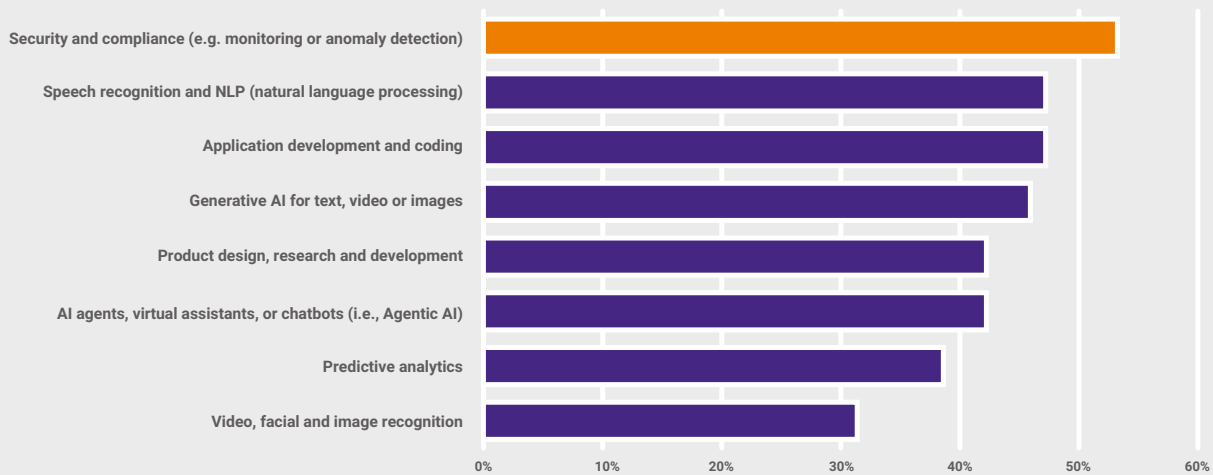 Security and compliance (e.g. monitoring or anomaly detection)
Speech recognition and NLP (natural language processing)
Application development and coding
Generative AI for text, video or images
Product design, research and development
AI agents, virtual assistants, or chatbots (i.e., Agentic AI)
Predictive analytics
Video, facial and image recognition
0% 10% 20% 30% 40% 50% 60%